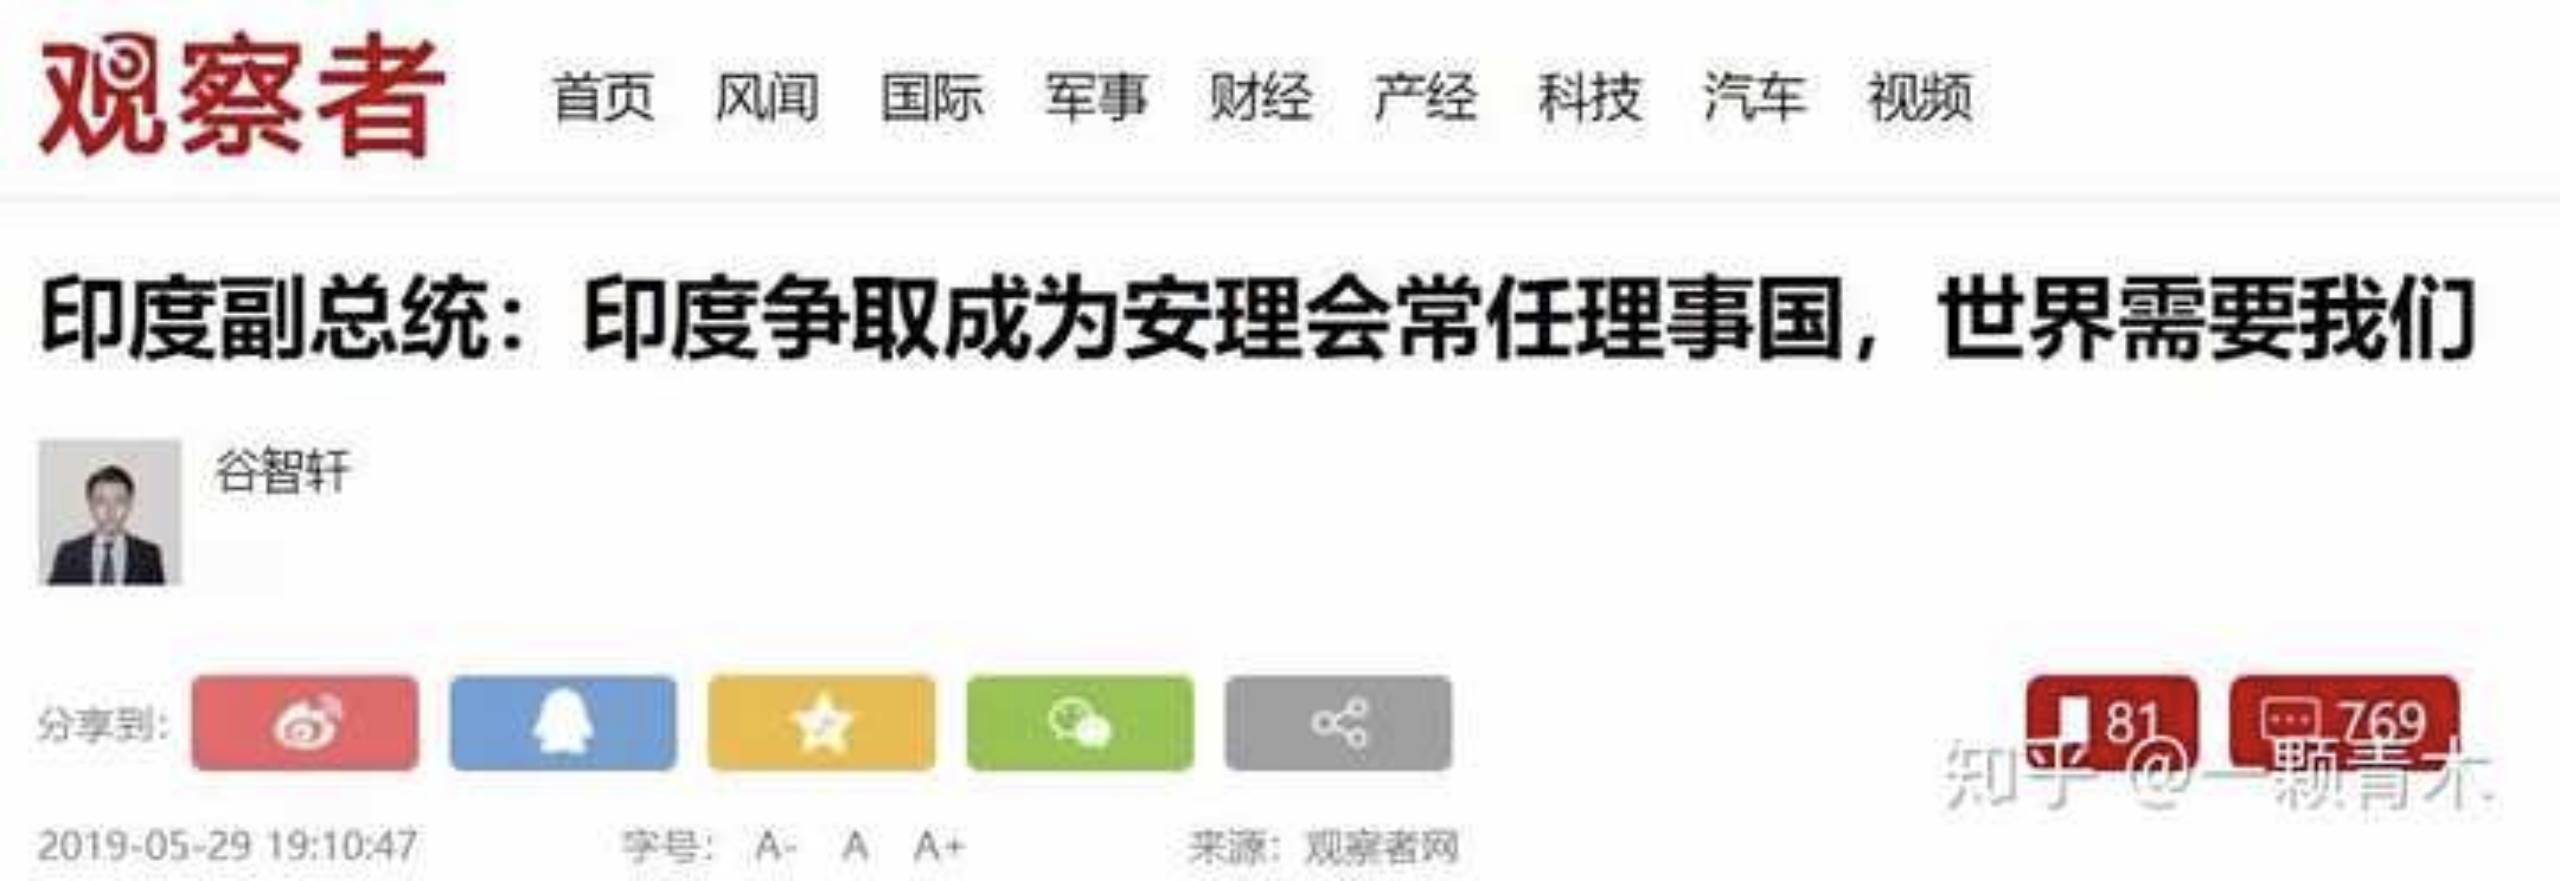 观察者 首页 风闻 国际 军事 财经 产经 科技 汽车 视频
印度副总统：印度争取成为安理会常任理事国，世界需要我们
谷智轩
分享到： 81 769
知乎 @一颗青木
2019-05-29 19:10:47 字号： A- A A+ 来源：观察者网